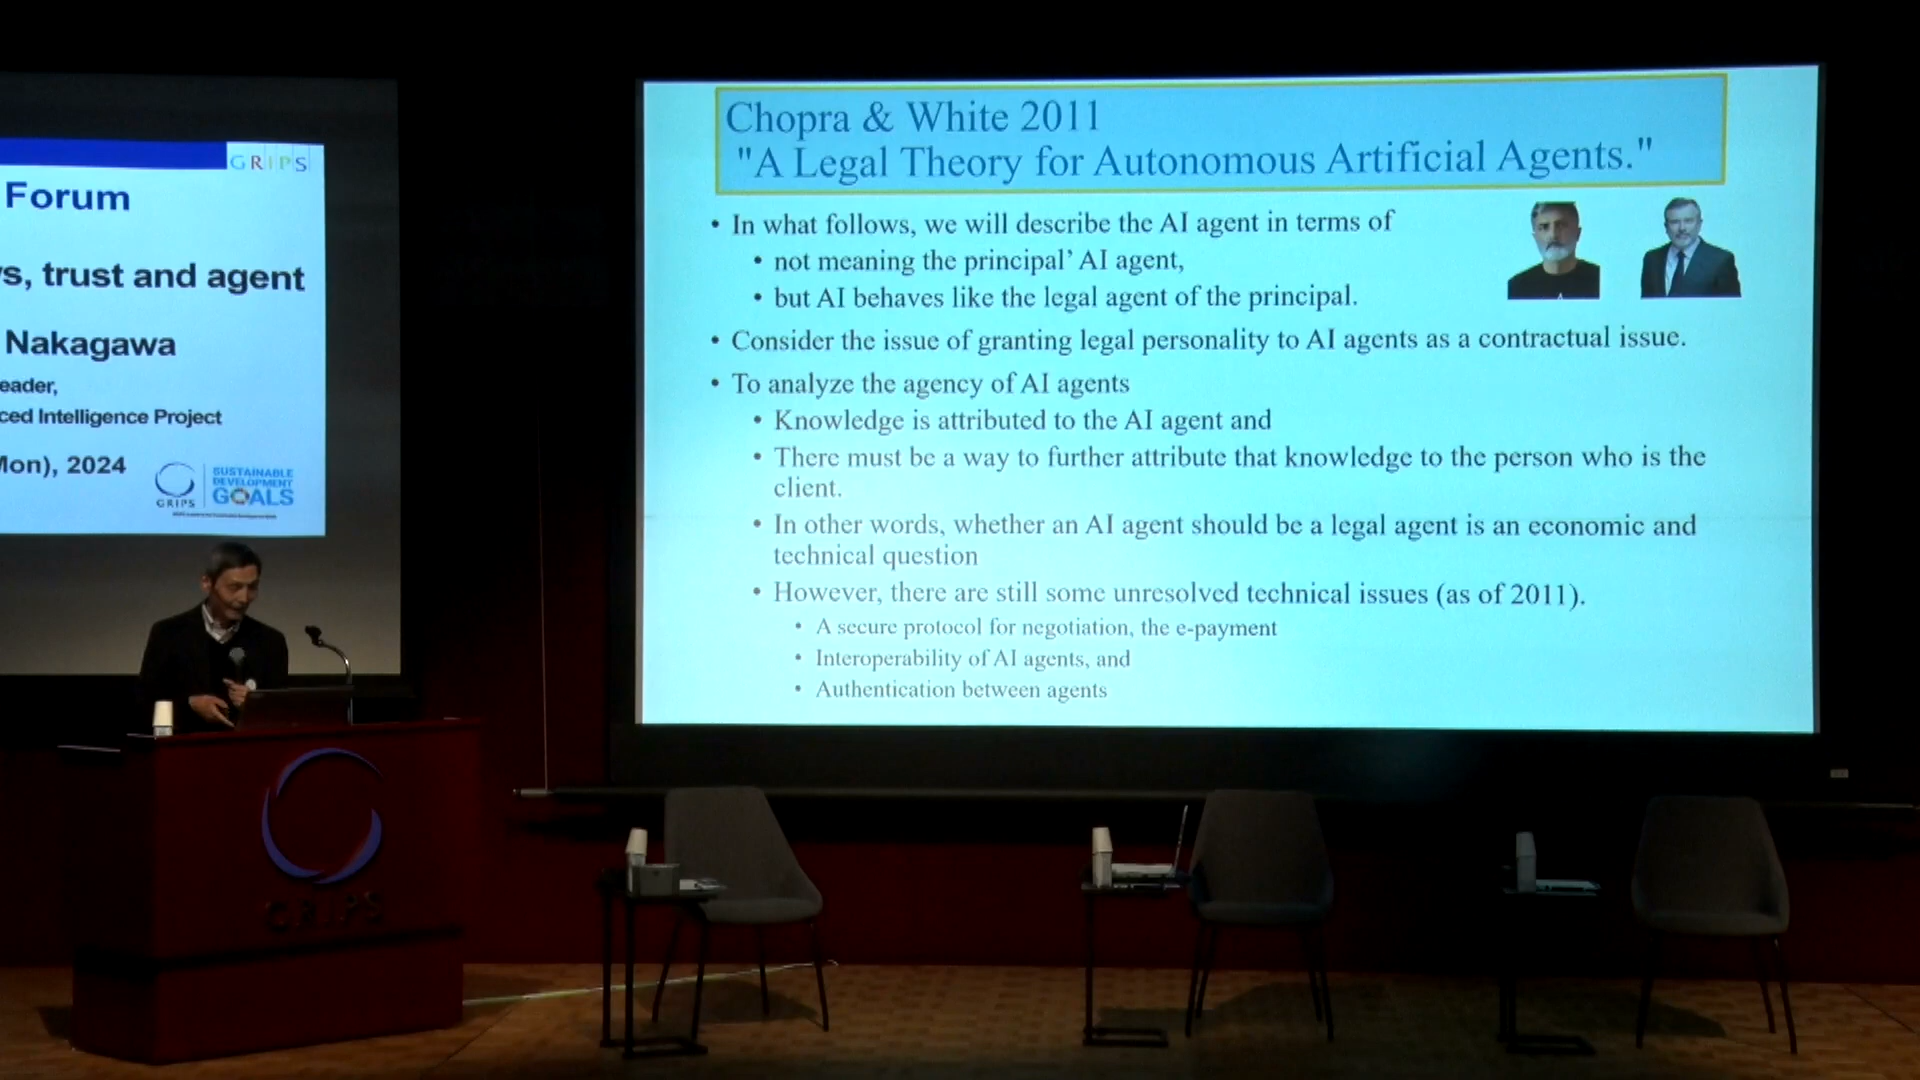 GRIPS
Forum
s, trust and agent
Nakagawa
eader,
ced Intelligence Project
Mon), 2024
GRIPS
SUSTAINABLE
DEVELOPMENT
GOALS
Chopra & White 2011
"A Legal Theory for Autonomous Artificial Agents."
• In what follows, we will describe the AI agent in terms of
• not meaning the principal' AI agent,
• but AI behaves like the legal agent of the principal.
• Consider the issue of granting legal personality to AI agents as a contractual issue.
• To analyze the agency of AI agents
• Knowledge is attributed to the AI agent and
• There must be a way to further attribute that knowledge to the person who is the
client.
• In other words, whether an AI agent should be a legal agent is an economic and
technical question
• However, there are still some unresolved technical issues (as of 2011).
• A secure protocol for negotiation, the e-payment
• Interoperability of AI agents, and
• Authentication between agents
GRIPS